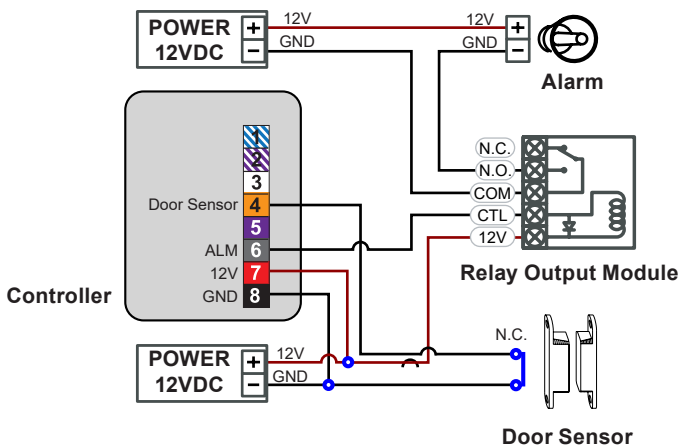 POWER
12VDC
+
−
12V
GND
12V
GND
+
−
Alarm
1
2
3
Door Sensor 4
5
ALM 6
12V 7
GND 8
Controller
N.C.
N.O.
COM
CTL
12V
Relay Output Module
POWER
12VDC
+
−
12V
GND
N.C.
Door Sensor